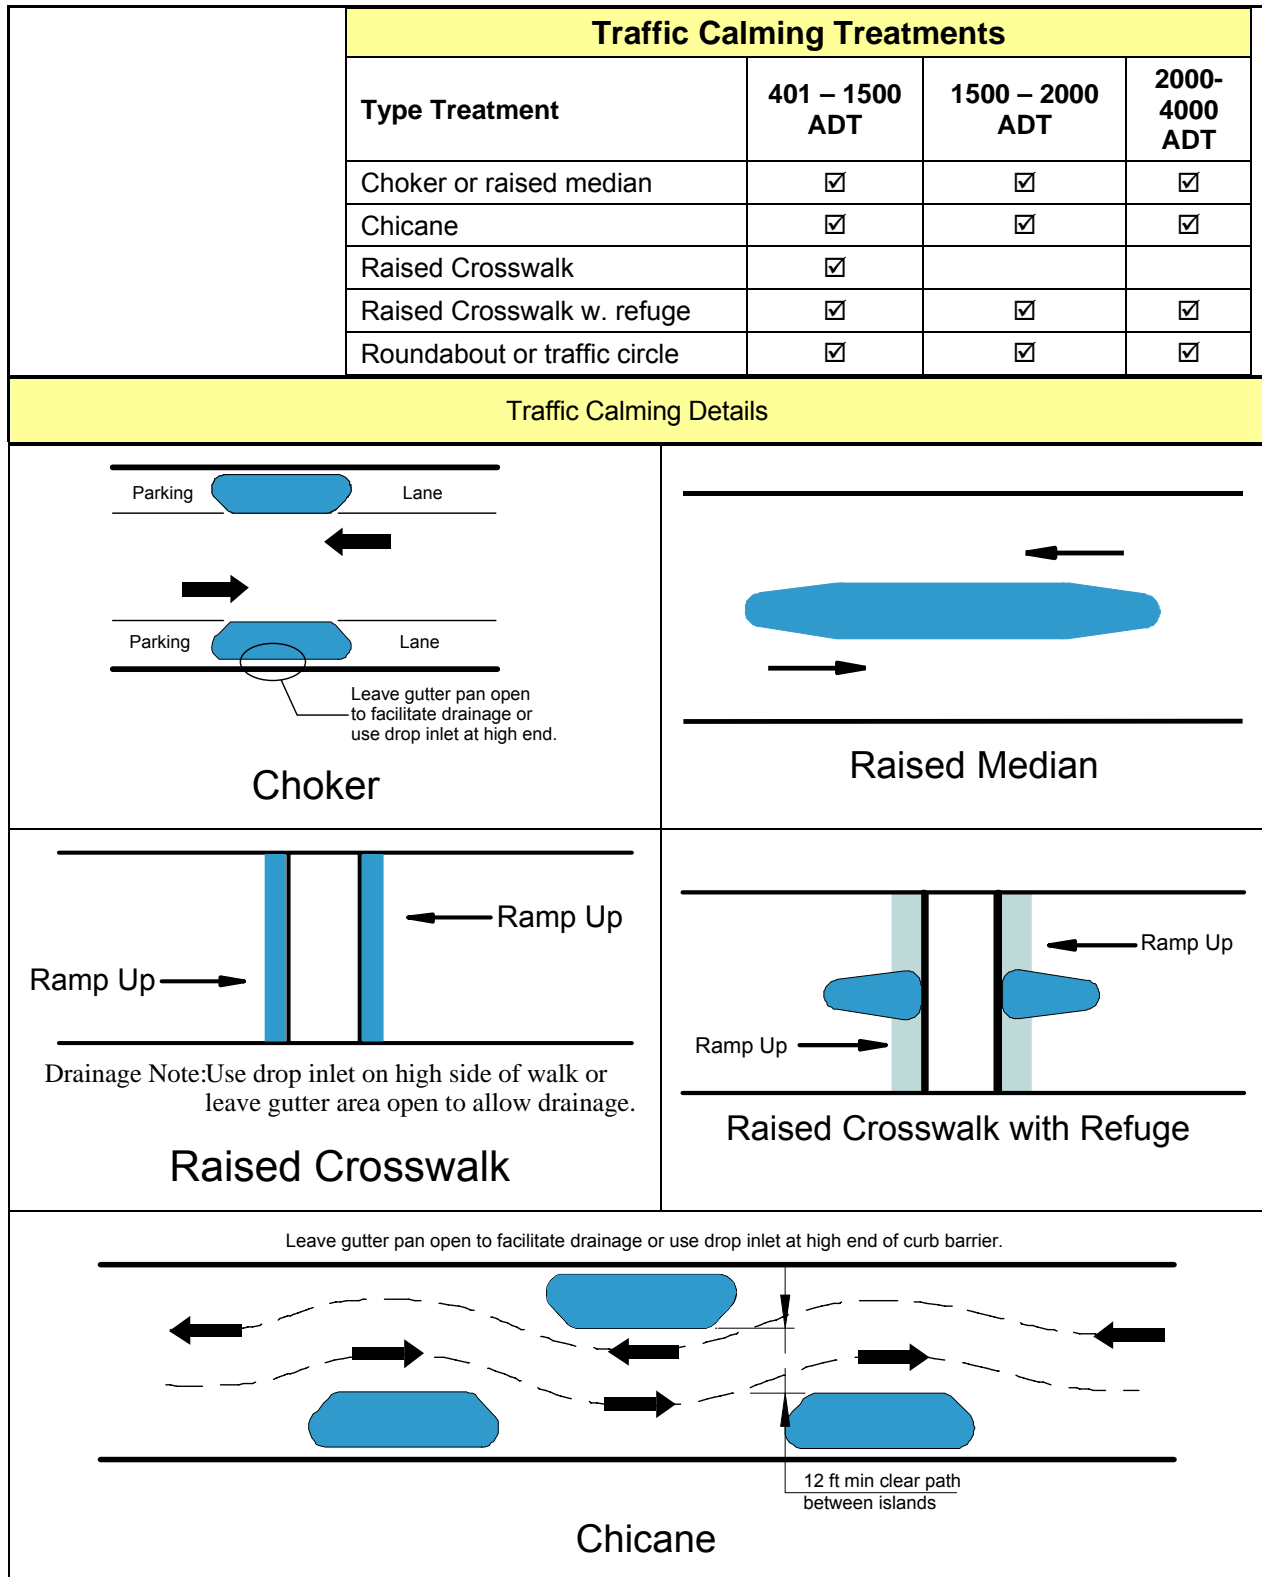 Traffic Calming Treatments
Type Treatment
401 – 1500
ADT
1500 – 2000
ADT
2000-
4000
ADT
Choker or raised median ☑ ☑ ☑
Chicane ☑ ☑ ☑
Raised Crosswalk ☑
Raised Crosswalk w. refuge ☑ ☑ ☑
Roundabout or traffic circle ☑ ☑ ☑
Traffic Calming Details
Parking Lane
Parking Lane
Leave gutter pan open
to facilitate drainage or
use drop inlet at high end.
Choker
Raised Median
Ramp Up
Ramp Up
Drainage Note:Use drop inlet on high side of walk or
leave gutter area open to allow drainage.
Raised Crosswalk
Ramp Up
Ramp Up
Raised Crosswalk with Refuge
Leave gutter pan open to facilitate drainage or use drop inlet at high end of curb barrier.
12 ft min clear path
between islands
Chicane